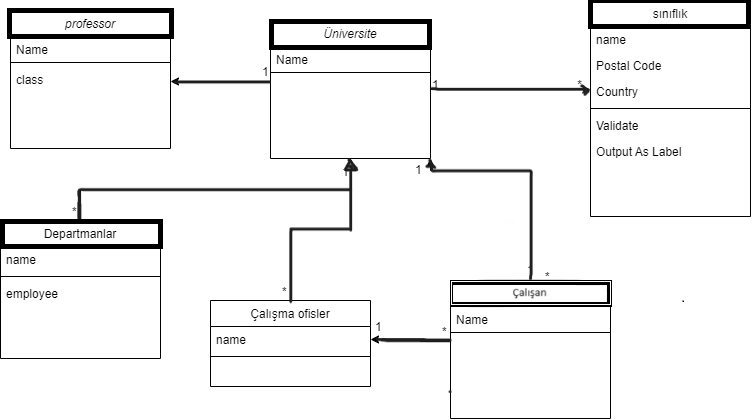 professor
Name
class
Üniversite
Name
sınıflık
name
Postal Code
Country
Validate
Output As Label
1
1
*
1
*
1
*
1
*
Departmanlar
name
employee
Çalışma ofisler
name
1
*
Çalışan
Name